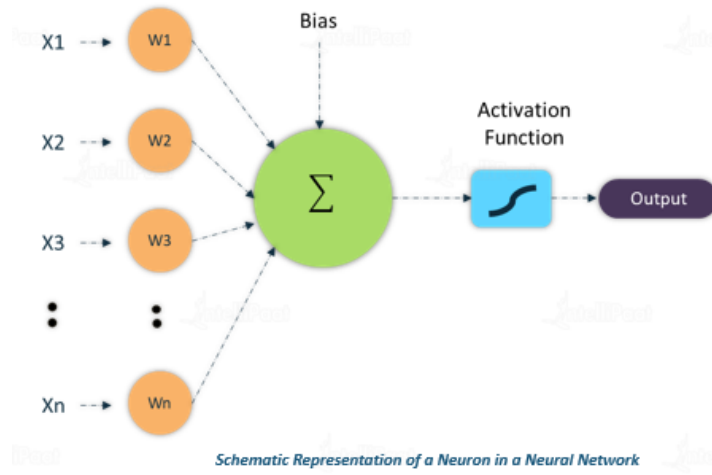 Bias
X1 W1
Activation
Function
X2 W2
Σ
Output
X3 W3
Xn Wn
Schematic Representation of a Neuron in a Neural Network